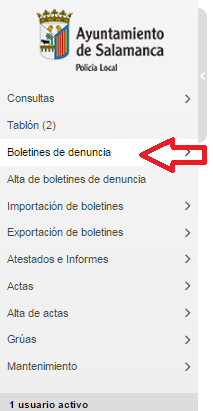 Ayuntamiento
de Salamanca
Policía Local
Consultas
Tablón (2)
Boletines de denuncia
Alta de boletines de denuncia
Importación de boletines
Exportación de boletines
Atestados e Informes
Actas
Alta de actas
Grúas
Mantenimiento
1 usuario activo